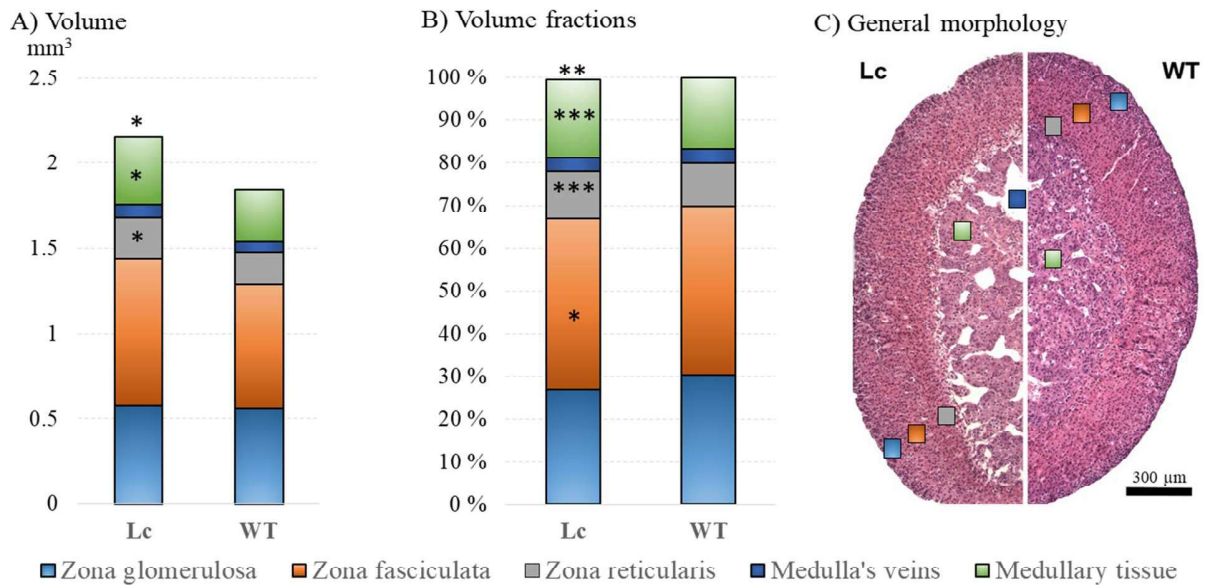 A) Volume
mm³
2.5
2
1.5
1
0.5
0
*
*
*
Lc
WT
B) Volume fractions
100 %
90 %
80 %
70 %
60 %
50 %
40 %
30 %
20 %
10 %
0 %
**
***
***
*
Lc
WT
C) General morphology
Lc
WT
300 µm
Zona glomerulosa
Zona fasciculata
Zona reticularis
Medulla's veins
Medullary tissue